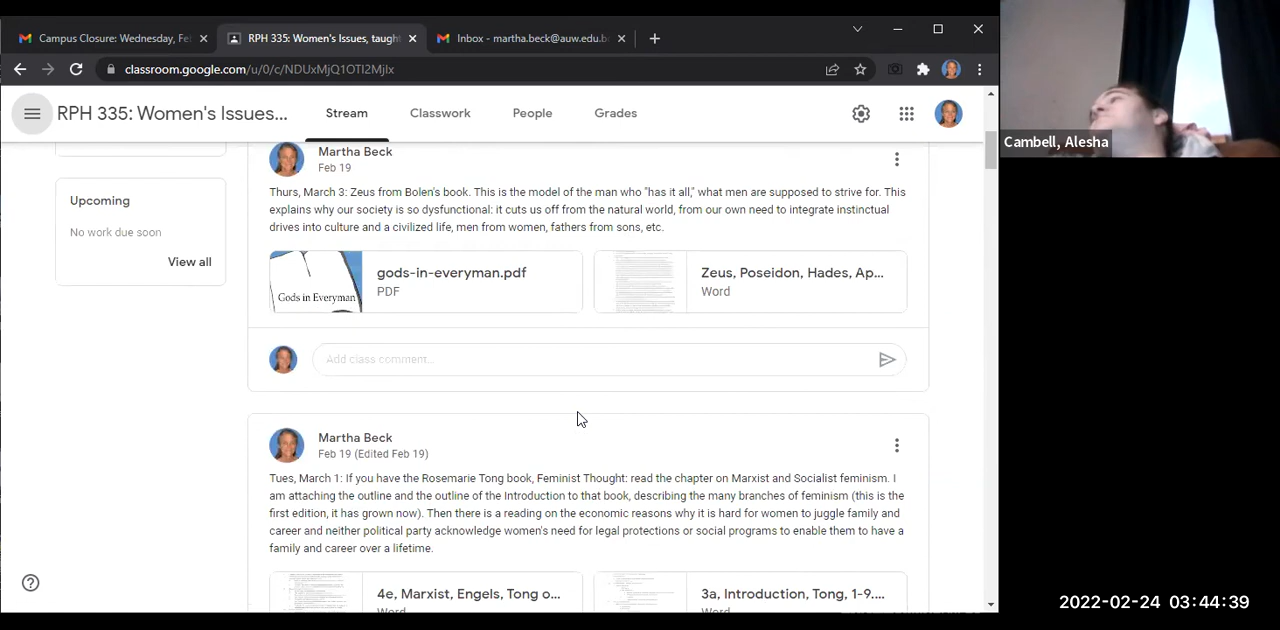 Campus Closure: Wednesday, Fe
RPH 335: Women's Issues, taught
Inbox - martha.beck@auw.edu.b
classroom.google.com/u/0/c/NDUxMjQ1OTI2Mjlx
RPH 335: Women's Issues...
Stream
Classwork
People
Grades
Cambell, Alesha
Upcoming
No work due soon
View all
Martha Beck
Feb 19
Thurs, March 3: Zeus from Bolen's book. This is the model of the man who "has it all," what men are supposed to strive for. This
explains why our society is so dysfunctional: it cuts us off from the natural world, from our own need to integrate instinctual
drives into culture and a civilized life, men from women, fathers from sons, etc.
Gods in Everyman
gods-in-everyman.pdf
PDF
Zeus, Poseidon, Hades, Ap...
Word
Add class comment...
Martha Beck
Feb 19 (Edited Feb 19)
Tues, March 1: If you have the Rosemarie Tong book, Feminist Thought: read the chapter on Marxist and Socialist feminism. I
am attaching the outline and the outline of the Introduction to that book, describing the many branches of feminism (this is the
first edition, it has grown now). Then there is a reading on the economic reasons why it is hard for women to juggle family and
career and neither political party acknowledge women's need for legal protections or social programs to enable them to have a
family and career over a lifetime.
4e, Marxist, Engels, Tong o...
Word
3a, Introduction, Tong, 1-9....
Word
2022-02-24 03:44:39